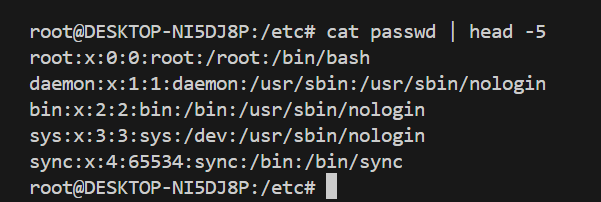 root@DESKTOP-NI5DJ8P:/etc# cat passwd | head -5
root:x:0:0:root:/root:/bin/bash
daemon:x:1:1:daemon:/usr/sbin:/usr/sbin/nologin
bin:x:2:2:bin:/bin:/usr/sbin/nologin
sys:x:3:3:sys:/dev:/usr/sbin/nologin
sync:x:4:65534:sync:/bin:/bin/sync
root@DESKTOP-NI5DJ8P:/etc#